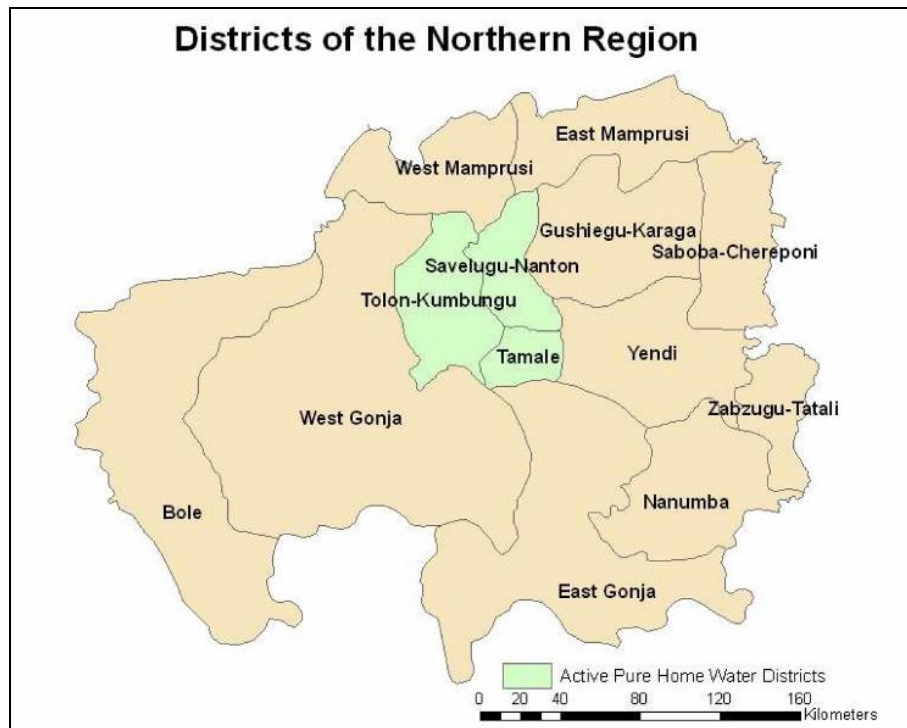 Districts of the Northern Region
East Mamprusi
West Mamprusi
Gushiegu-Karaga
Saboba-Chereponi
Savelugu-Nanton
Tolon-Kumbungu
Tamale
Yendi
Zabzugu-Tatali
West Gonja
Nanumba
Bole
East Gonja
Active Pure Home Water Districts
0 20 40 80 120 160
Kilometers